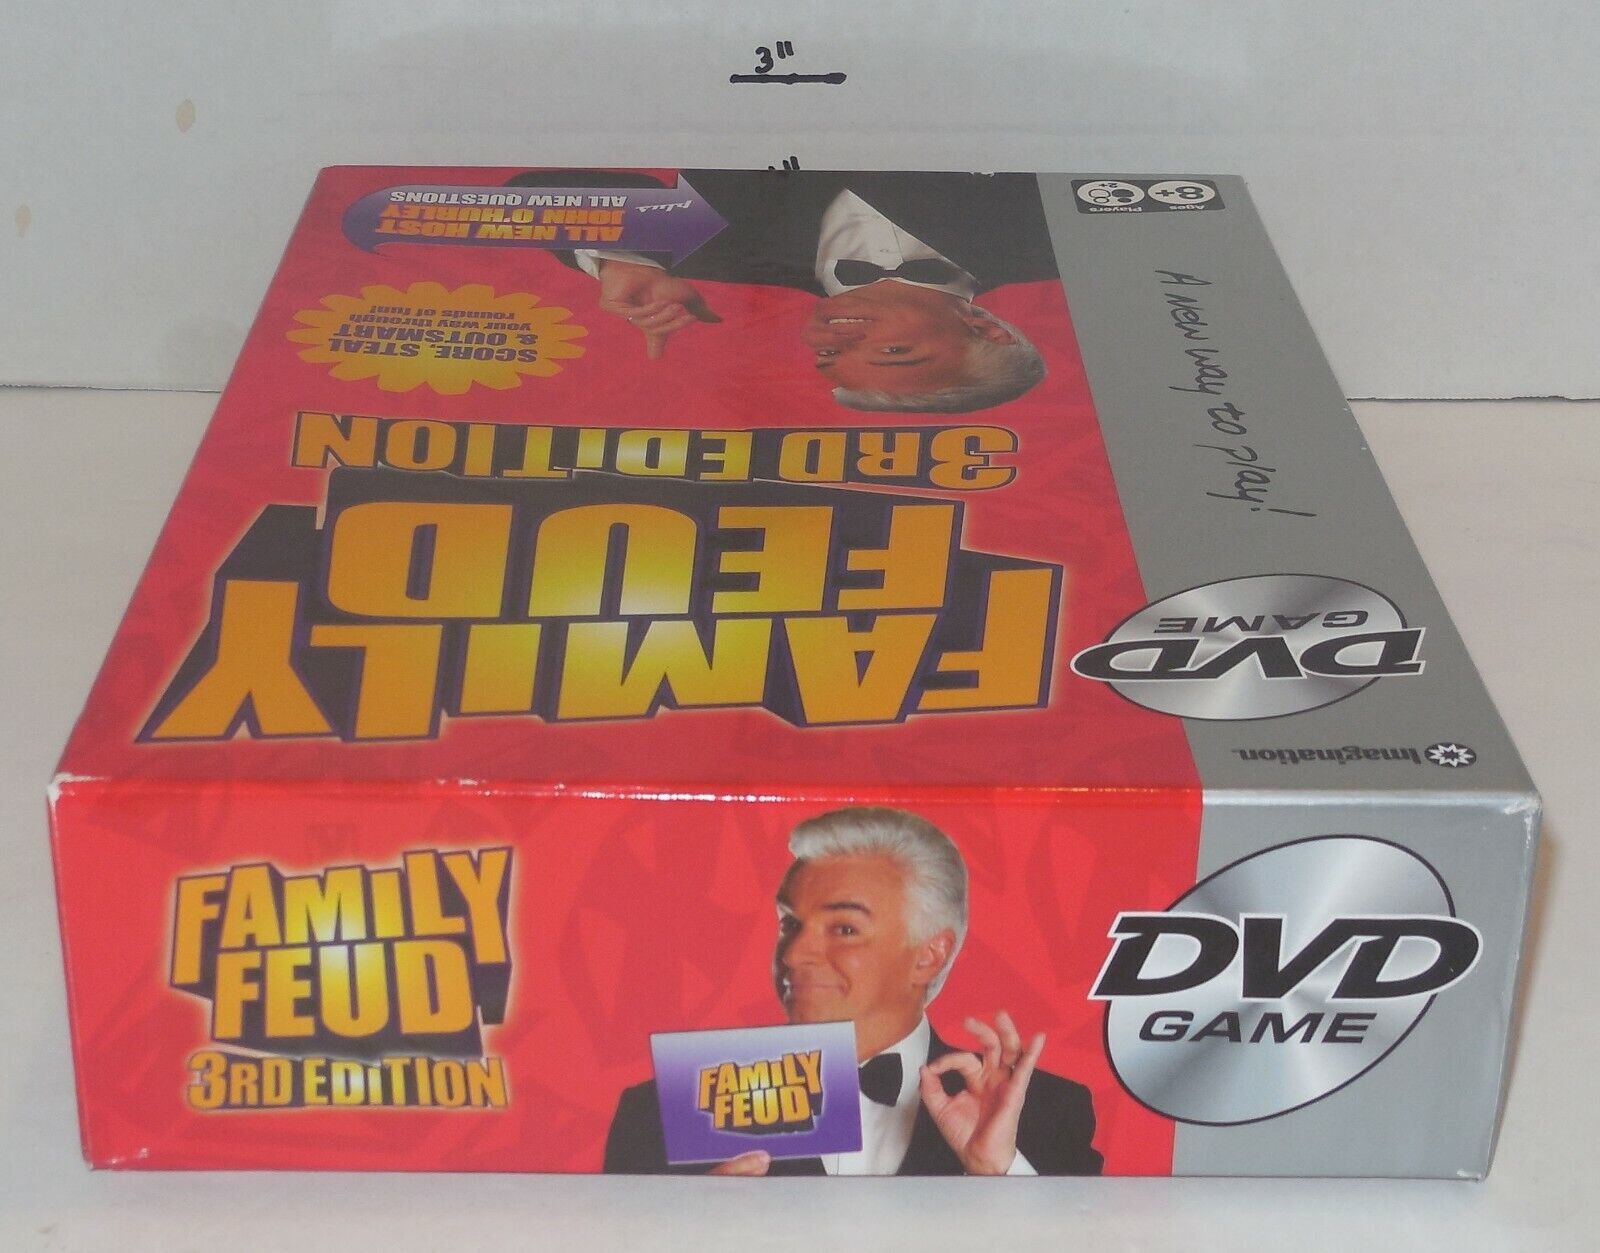 3"
"
Ages
8+
Players
2+
plus
ALL NEW HOST
JOHN O'HURLEY
ALL NEW QUESTIONS
SCORE, STEAL
& OUTSMART
your way through
rounds of fun!
A new way to play!
3RD EDITION
FAMILY
FEUD
DVD
GAME
Imagination
FAMILY
FEUD
3RD EDITION
FAMILY
FEUD
DVD
GAME